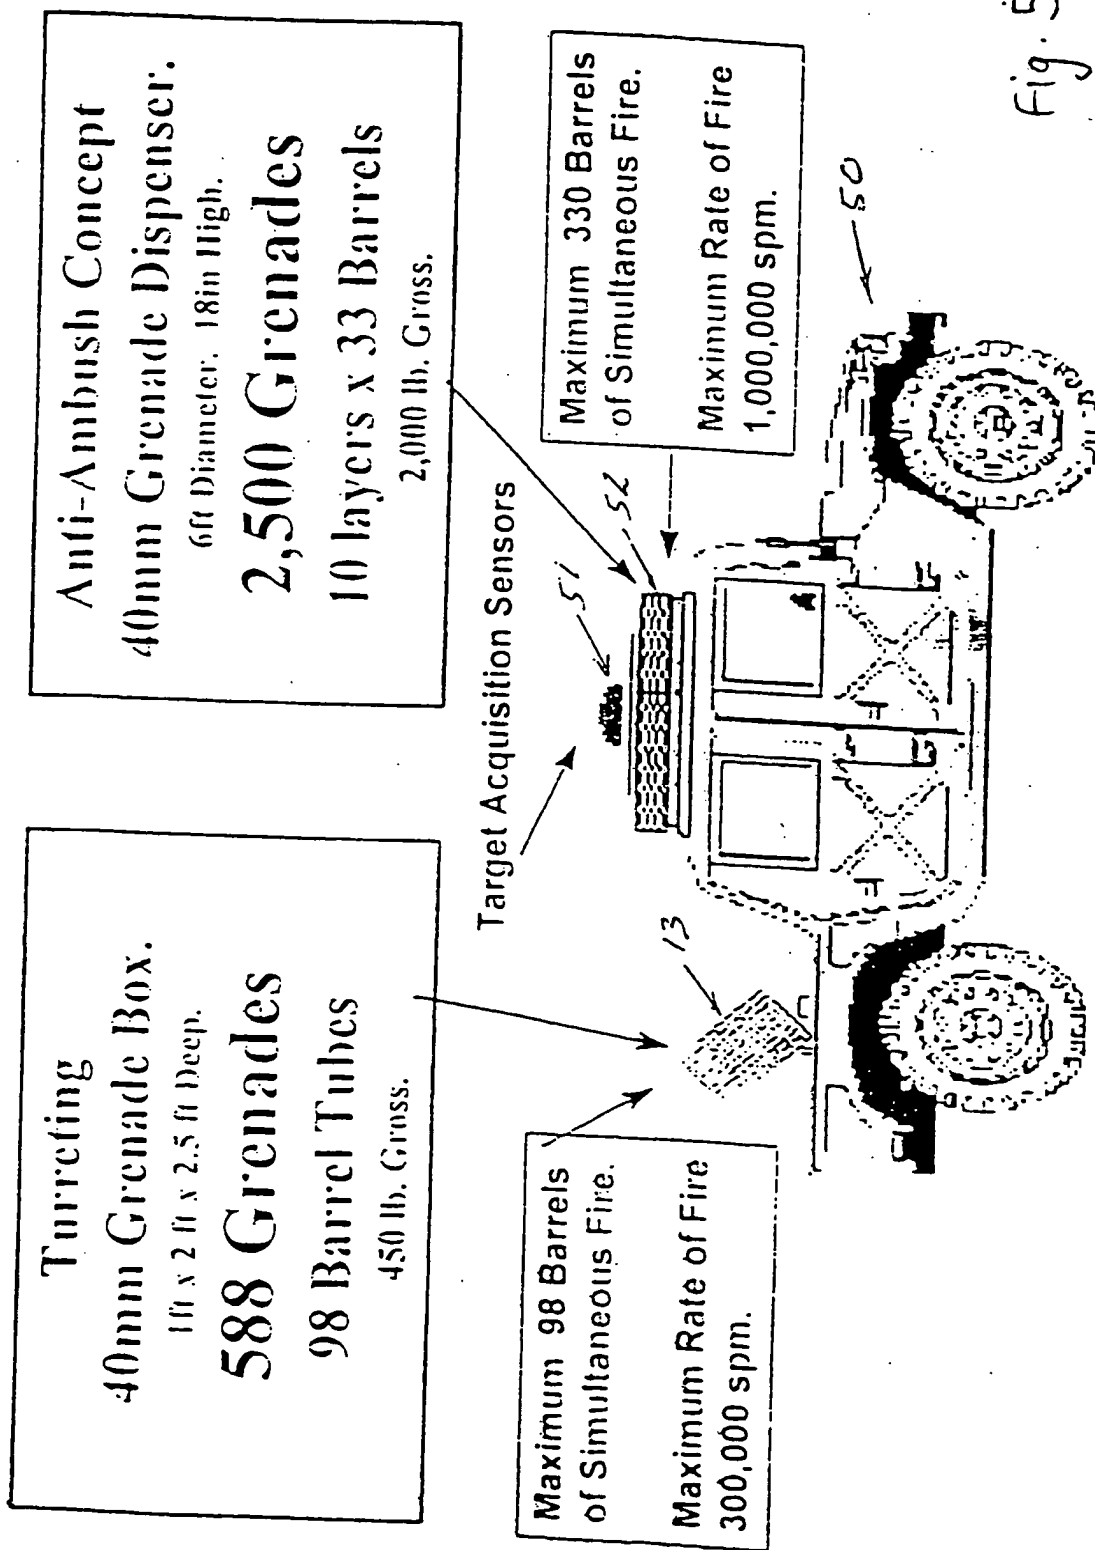 Turreting
40mm Grenade Box.
1ft x 2 ft x 2.5 ft Deep.
588 Grenades
98 Barrel Tubes
450 lb. Gross.
Anti-Ambush Concept
40mm Grenade Dispenser.
6ft Diameter. 18in High.
2,500 Grenades
10 layers x 33 Barrels
2,000 lb. Gross.
Maximum 98 Barrels
of Simultaneous Fire.
Maximum Rate of Fire
300,000 spm.
Target Acquisition Sensors
Maximum 330 Barrels
of Simultaneous Fire.
Maximum Rate of Fire
1,000,000 spm.
13
51
52
50
Fig. 5